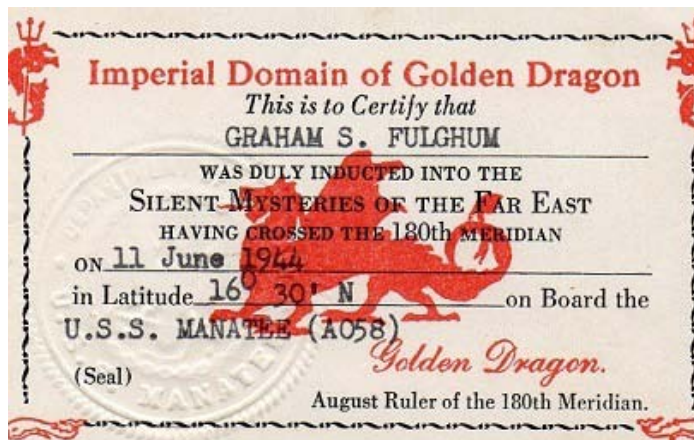 Imperial Domain of Golden Dragon
This is to Certify that
GRAHAM S. FULGHUM
WAS DULY INDUCTED INTO THE
SILENT MYSTERIES OF THE FAR EAST
HAVING CROSSED THE 180th MERIDIAN
ON 11 June 1944
in Latitude 16° 30' N on Board the
U.S.S. MANATEE (AO58)
Golden Dragon.
(Seal)
August Ruler of the 180th Meridian.
MANATEE